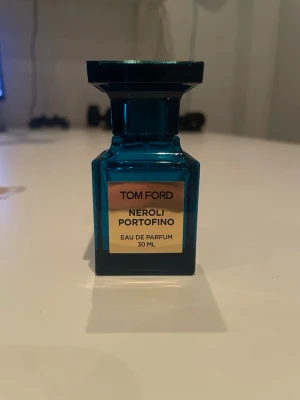 TOM FORD
NEROLI
PORTOFINO
EAU DE PARFUM
30 ML